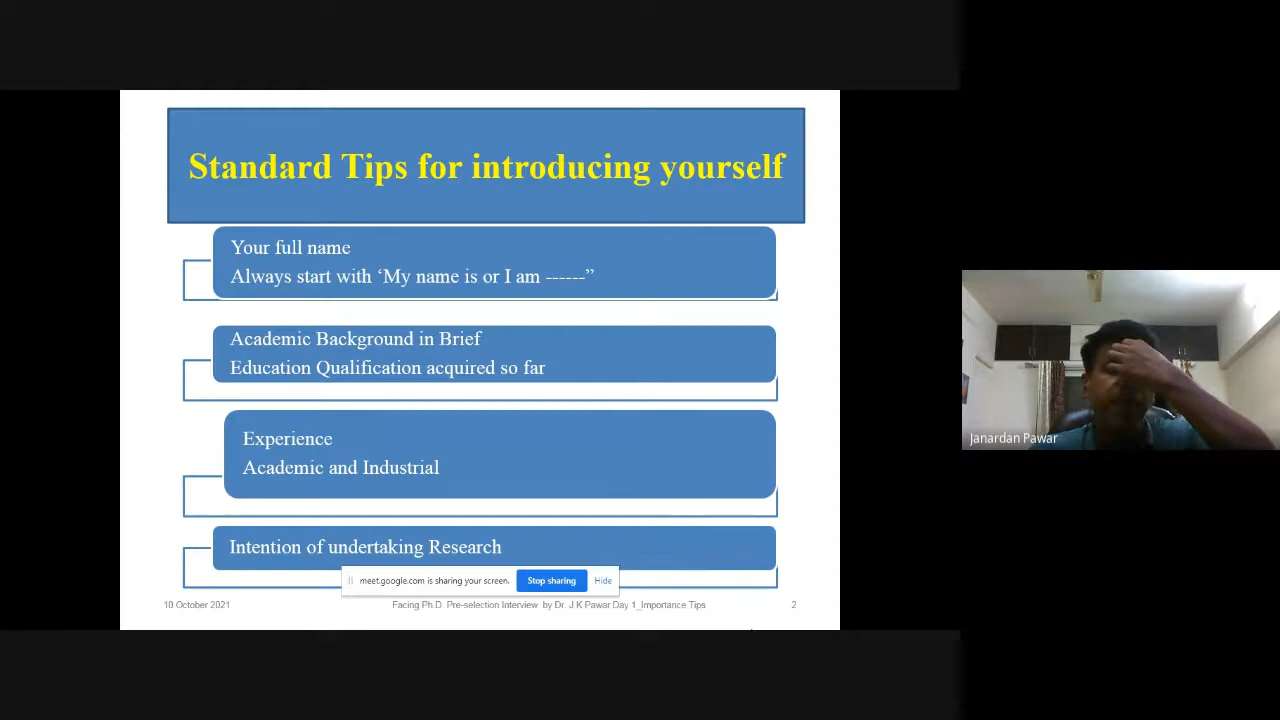 Standard Tips for introducing yourself
Your full name
Always start with ‘My name is or I am ------”
Academic Background in Brief
Education Qualification acquired so far
Experience
Academic and Industrial
Intention of undertaking Research
meet.google.com is sharing your screen. Stop sharing Hide
10 October 2021 Facing Ph.D. Pre-selection Interview by Dr. J K Pawar Day 1_Importance Tips 2
Janardan Pawar